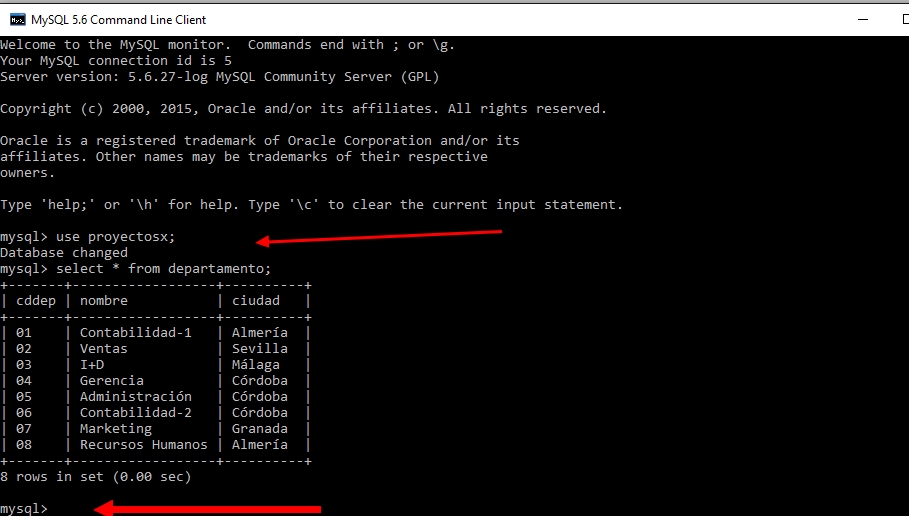 MySQL 5.6 Command Line Client
Welcome to the MySQL monitor.  Commands end with ; or \g.
Your MySQL connection id is 5
Server version: 5.6.27-log MySQL Community Server (GPL)
Copyright (c) 2000, 2015, Oracle and/or its affiliates. All rights reserved.
Oracle is a registered trademark of Oracle Corporation and/or its
affiliates. Other names may be trademarks of their respective
owners.
Type 'help;' or '\h' for help. Type '\c' to clear the current input statement.
mysql> use proyectosx;
Database changed
mysql> select * from departamento;
+-------+------------------+----------+
| cddep | nombre           | ciudad   |
+-------+------------------+----------+
| 01    | Contabilidad-1   | Almería  |
| 02    | Ventas           | Sevilla  |
| 03    | I+D              | Málaga   |
| 04    | Gerencia         | Córdoba  |
| 05    | Administración   | Córdoba  |
| 06    | Contabilidad-2   | Córdoba  |
| 07    | Marketing        | Granada  |
| 08    | Recursos Humanos | Almería  |
+-------+------------------+----------+
8 rows in set (0.00 sec)
mysql>